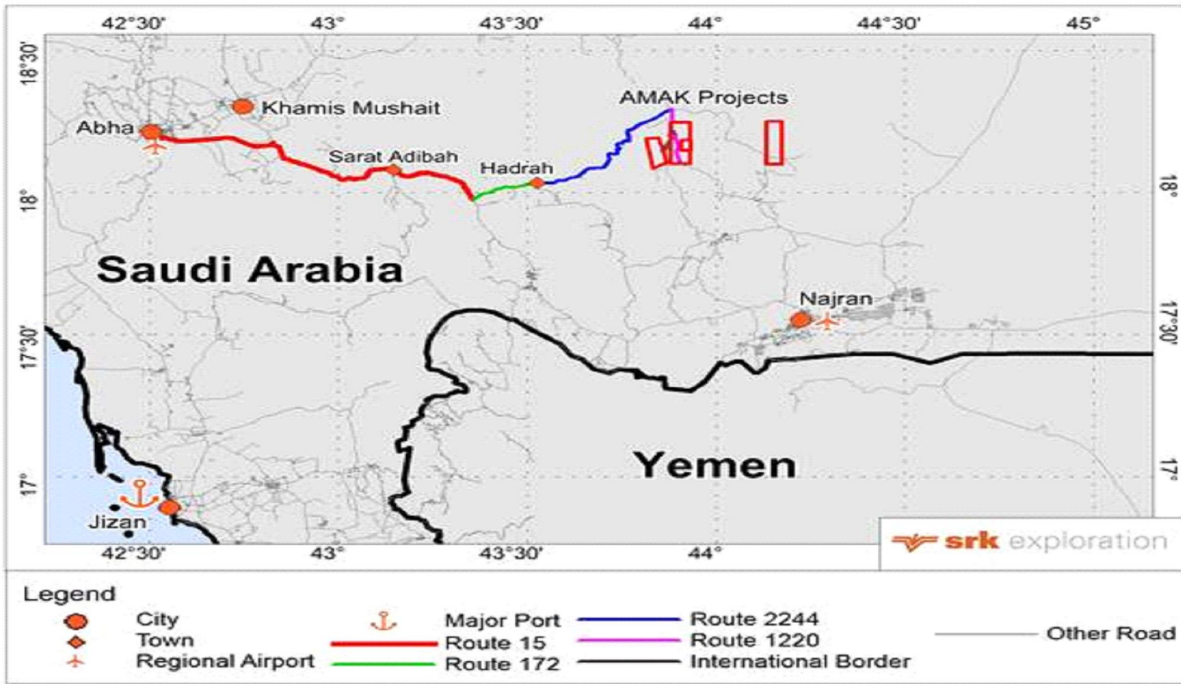 42°30' 43° 43°30' 44° 44°30' 45°
18°30'
AMAK Projects
Khamis Mushait
Abha
Sarat Adibah
Hadrah
18° 18°
Saudi Arabia
Najran
17°30' 17°30'
Yemen
17° 17°
Jizan
srk exploration
42°30' 43° 43°30' 44°
Legend
City Major Port Route 2244
Town Route 15 Route 1220 Other Road
Regional Airport Route 172 International Border